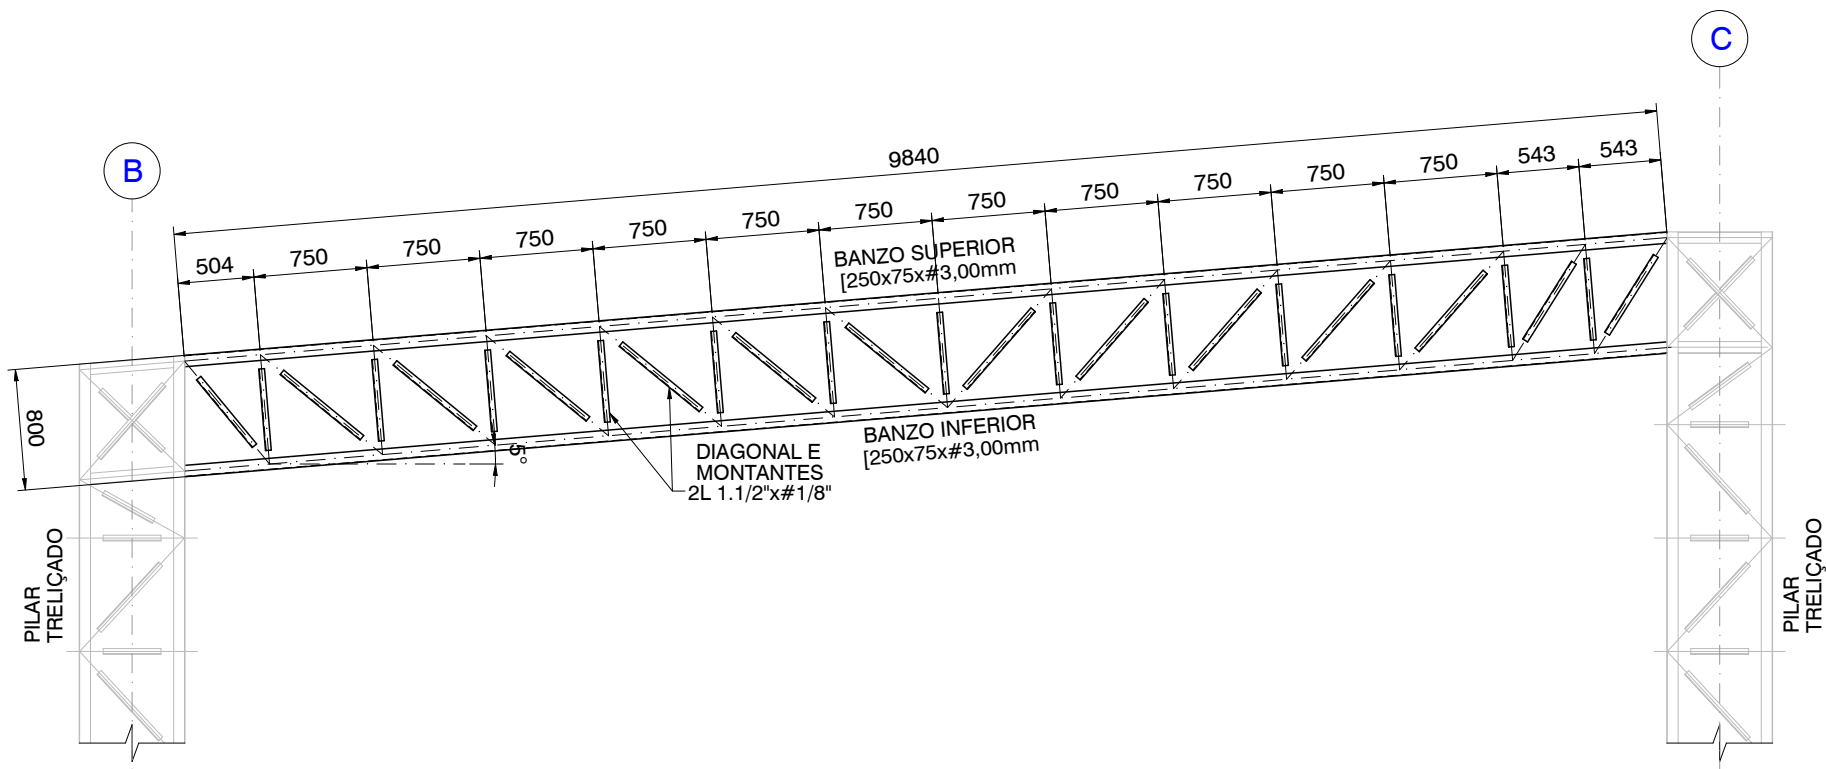 C
B
9840
504
750
750
750
750
750
750
750
750
750
750
750
543
543
BANZO SUPERIOR
[250x75x#3,00mm
800
5°
BANZO INFERIOR
[250x75x#3,00mm
DIAGONAL E
MONTANTES
2L 1.1/2"x#1/8"
PILAR
TRELIÇADO
PILAR
TRELIÇADO